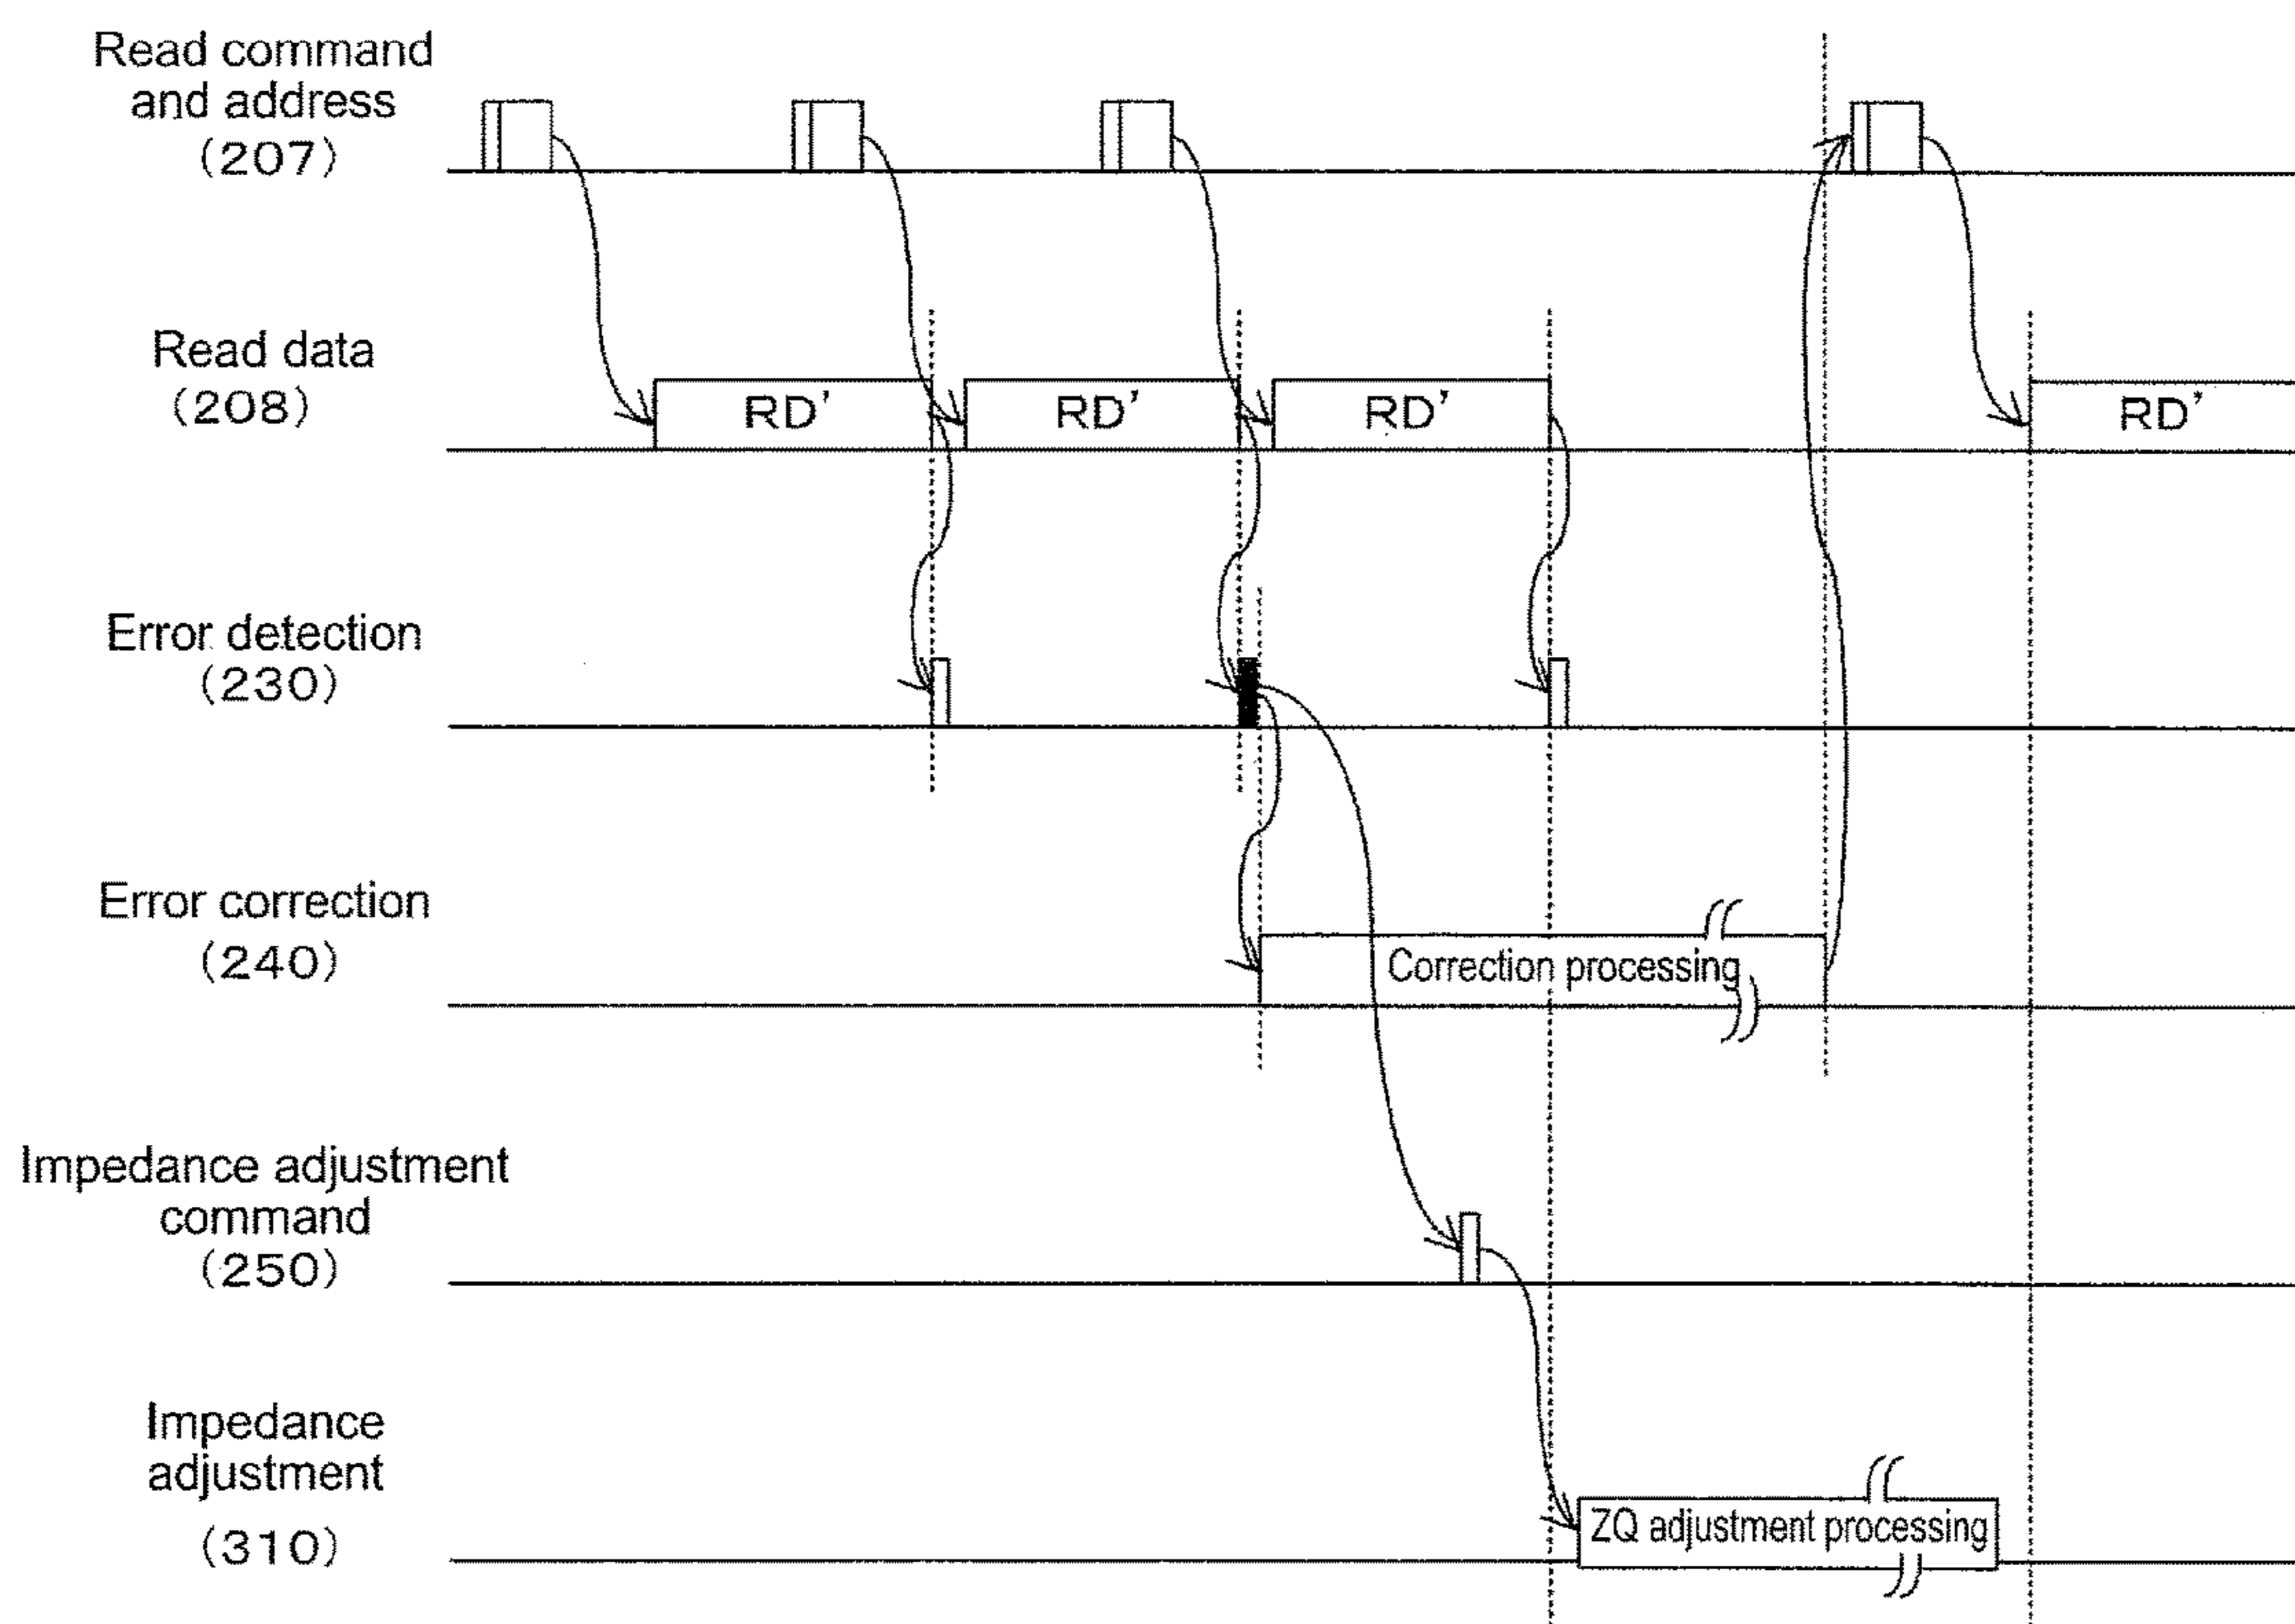 Read command
and address
(207)
Read data
(208)
RD'
RD'
RD'
RD'
Error detection
(230)
Error correction
(240)
Correction processing
Impedance adjustment
command
(250)
Impedance
adjustment
(310)
ZQ adjustment processing